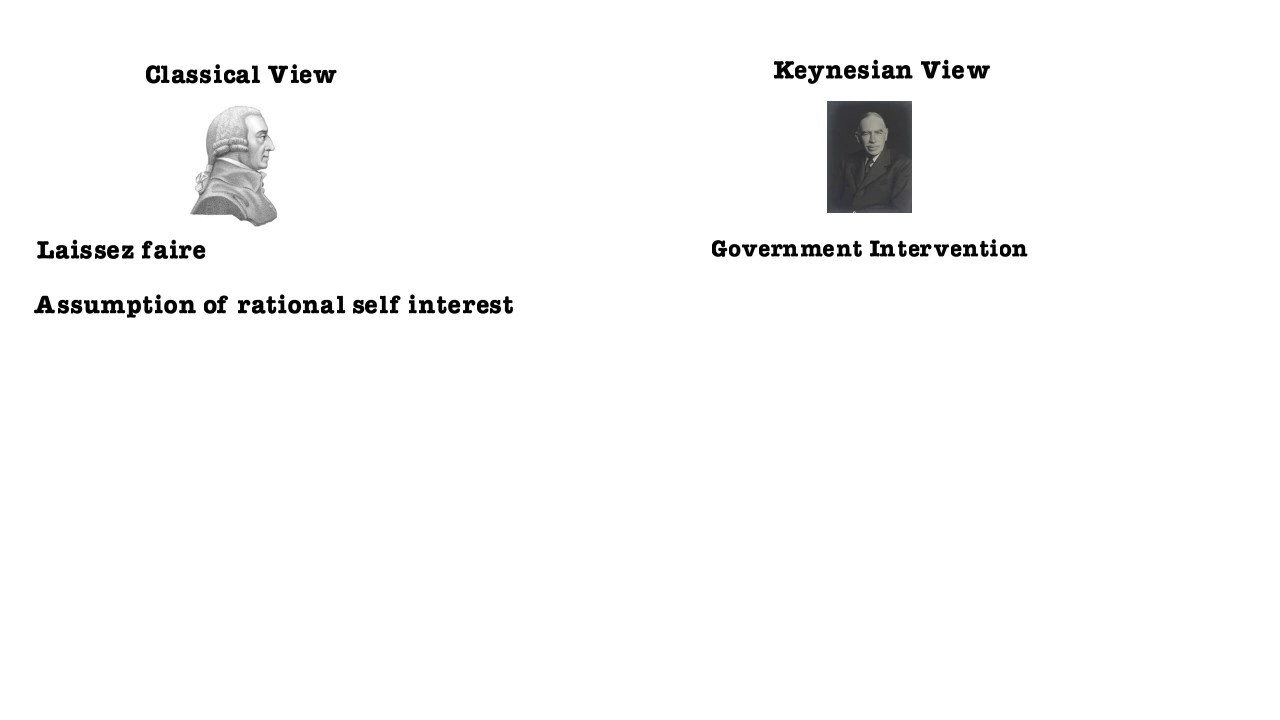 Classical View
Keynesian View
Laissez faire
Government Intervention
Assumption of rational self interest